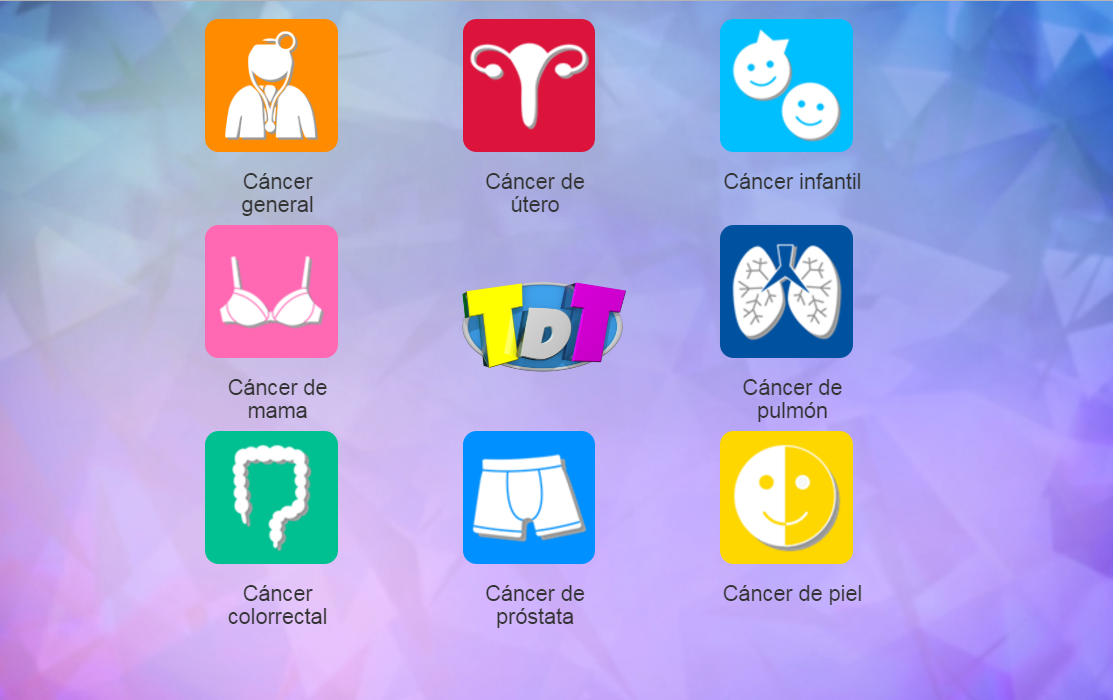 Cáncer
general
Cáncer de
útero
Cáncer infantil
Cáncer de
mama
TDT
Cáncer de
pulmón
Cáncer
colorrectal
Cáncer de
próstata
Cáncer de piel